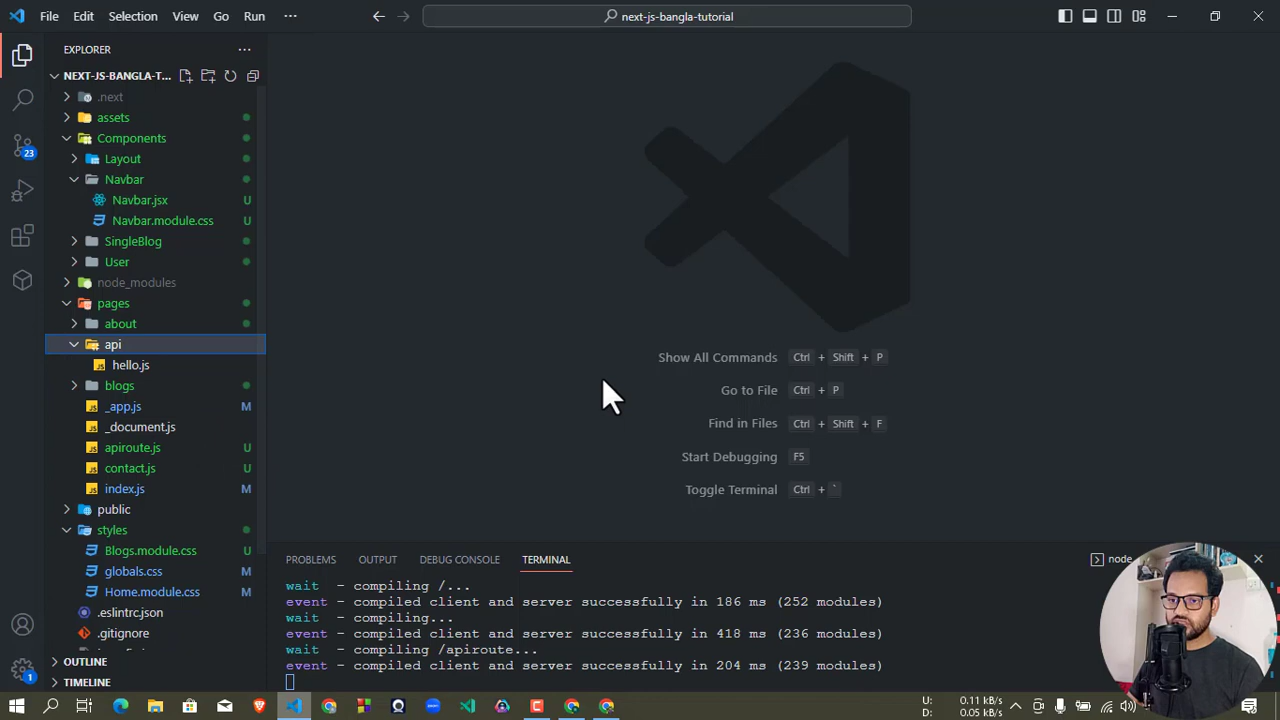 File Edit Selection View Go Run ···
next-js-bangla-tutorial
EXPLORER
NEXT-JS-BANGLA-T...
.next
assets
Components
Layout
Navbar
Navbar.jsx U
Navbar.module.css U
SingleBlog
User
node_modules
pages
about
api
hello.js
blogs
_app.js M
_document.js
apiroute.js U
contact.js U
index.js M
public
styles
Blogs.module.css U
globals.css M
Home.module.css M
.eslintrc.json
.gitignore
OUTLINE
TIMELINE
23
1
Show All Commands Ctrl + Shift + P
Go to File Ctrl + P
Find in Files Ctrl + Shift + F
Start Debugging F5
Toggle Terminal Ctrl + `
PROBLEMS OUTPUT DEBUG CONSOLE TERMINAL
node
wait - compiling /...
event - compiled client and server successfully in 186 ms (252 modules)
wait - compiling...
event - compiled client and server successfully in 418 ms (236 modules)
wait - compiling /apiroute...
event - compiled client and server successfully in 204 ms (239 modules)
U: 0.11 kB/s
D: 0.05 kB/s